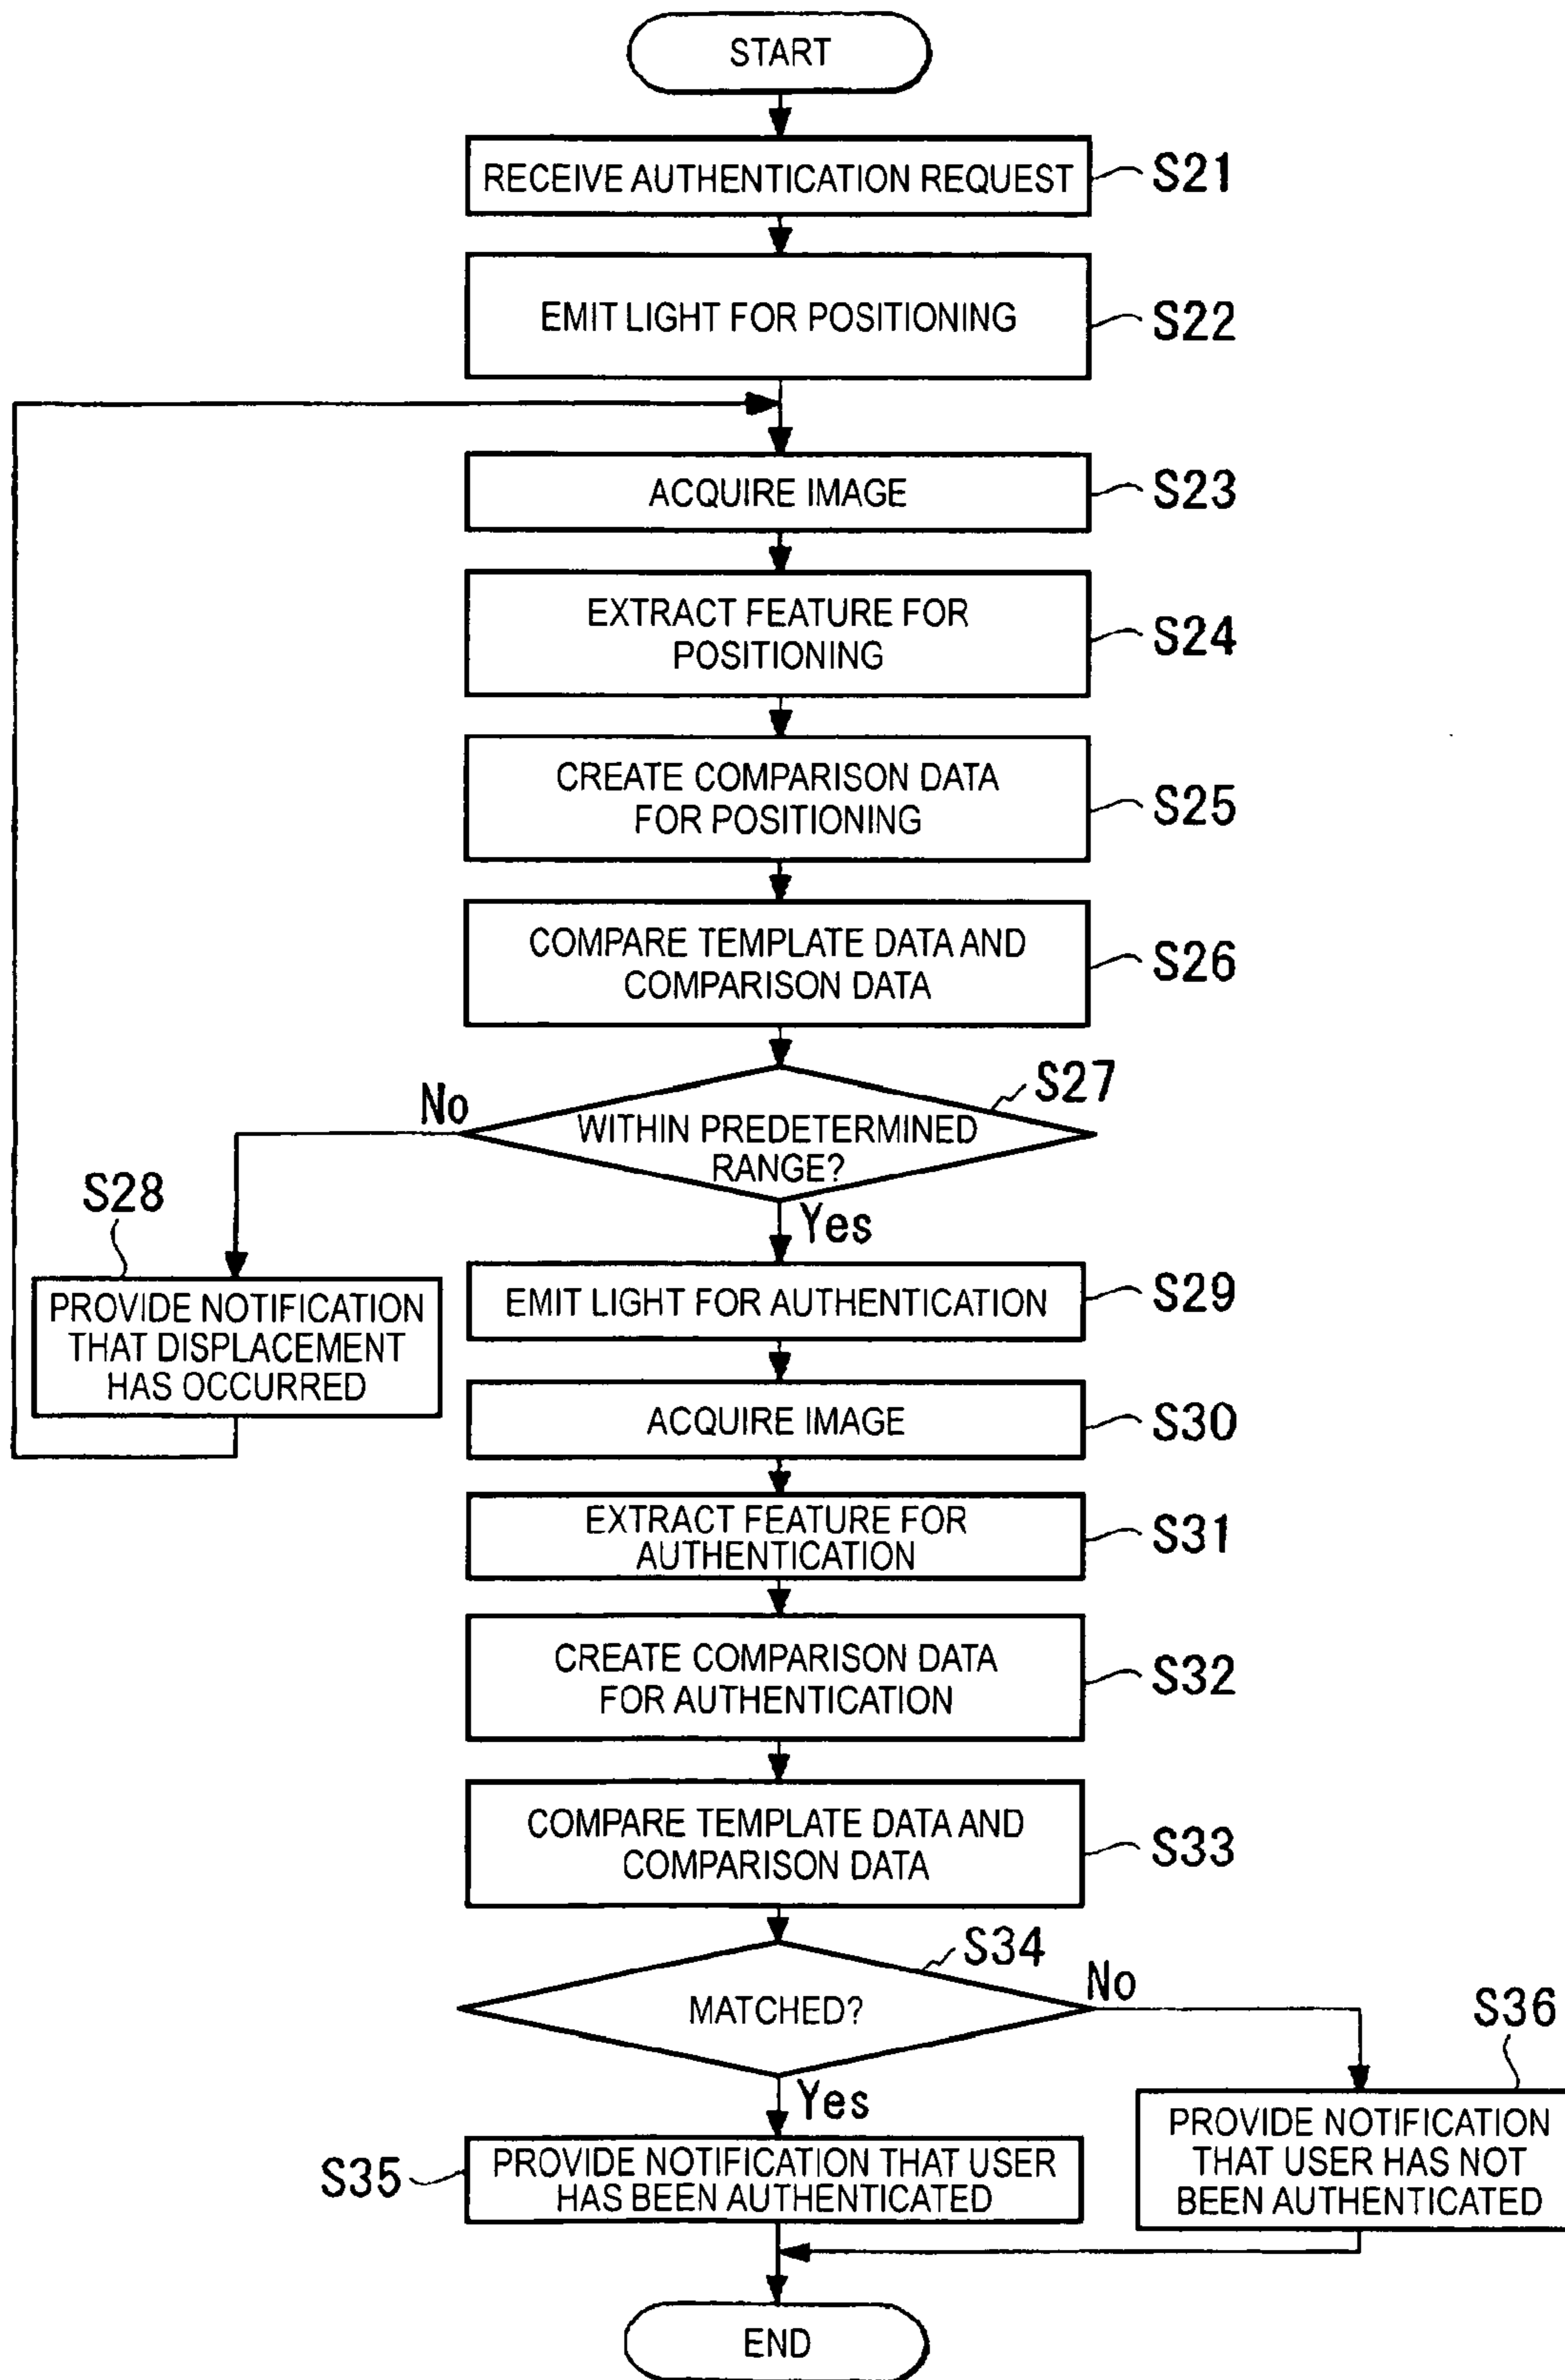 START
RECEIVE AUTHENTICATION REQUEST
S21
EMIT LIGHT FOR POSITIONING
S22
ACQUIRE IMAGE
S23
EXTRACT FEATURE FOR
POSITIONING
S24
CREATE COMPARISON DATA
FOR POSITIONING
S25
COMPARE TEMPLATE DATA AND
COMPARISON DATA
S26
S27
WITHIN PREDETERMINED
RANGE?
No
Yes
S28
PROVIDE NOTIFICATION
THAT DISPLACEMENT
HAS OCCURRED
EMIT LIGHT FOR AUTHENTICATION
S29
ACQUIRE IMAGE
S30
EXTRACT FEATURE FOR
AUTHENTICATION
S31
CREATE COMPARISON DATA
FOR AUTHENTICATION
S32
COMPARE TEMPLATE DATA AND
COMPARISON DATA
S33
S34
MATCHED?
No
Yes
S36
PROVIDE NOTIFICATION
THAT USER HAS NOT
BEEN AUTHENTICATED
S35
PROVIDE NOTIFICATION THAT USER
HAS BEEN AUTHENTICATED
END